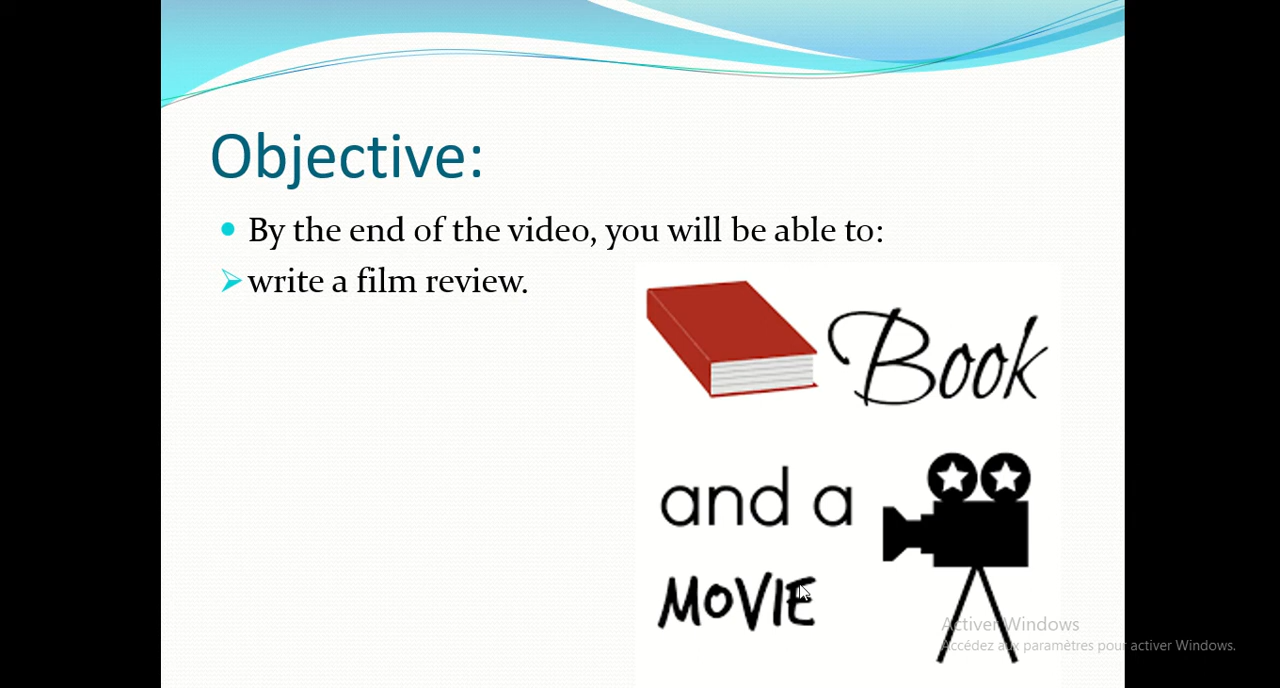 Objective:
By the end of the video, you will be able to:
write a film review.
Book
and a
MOVIE
Activer Windows
Accédez aux paramètres pour activer Windows.